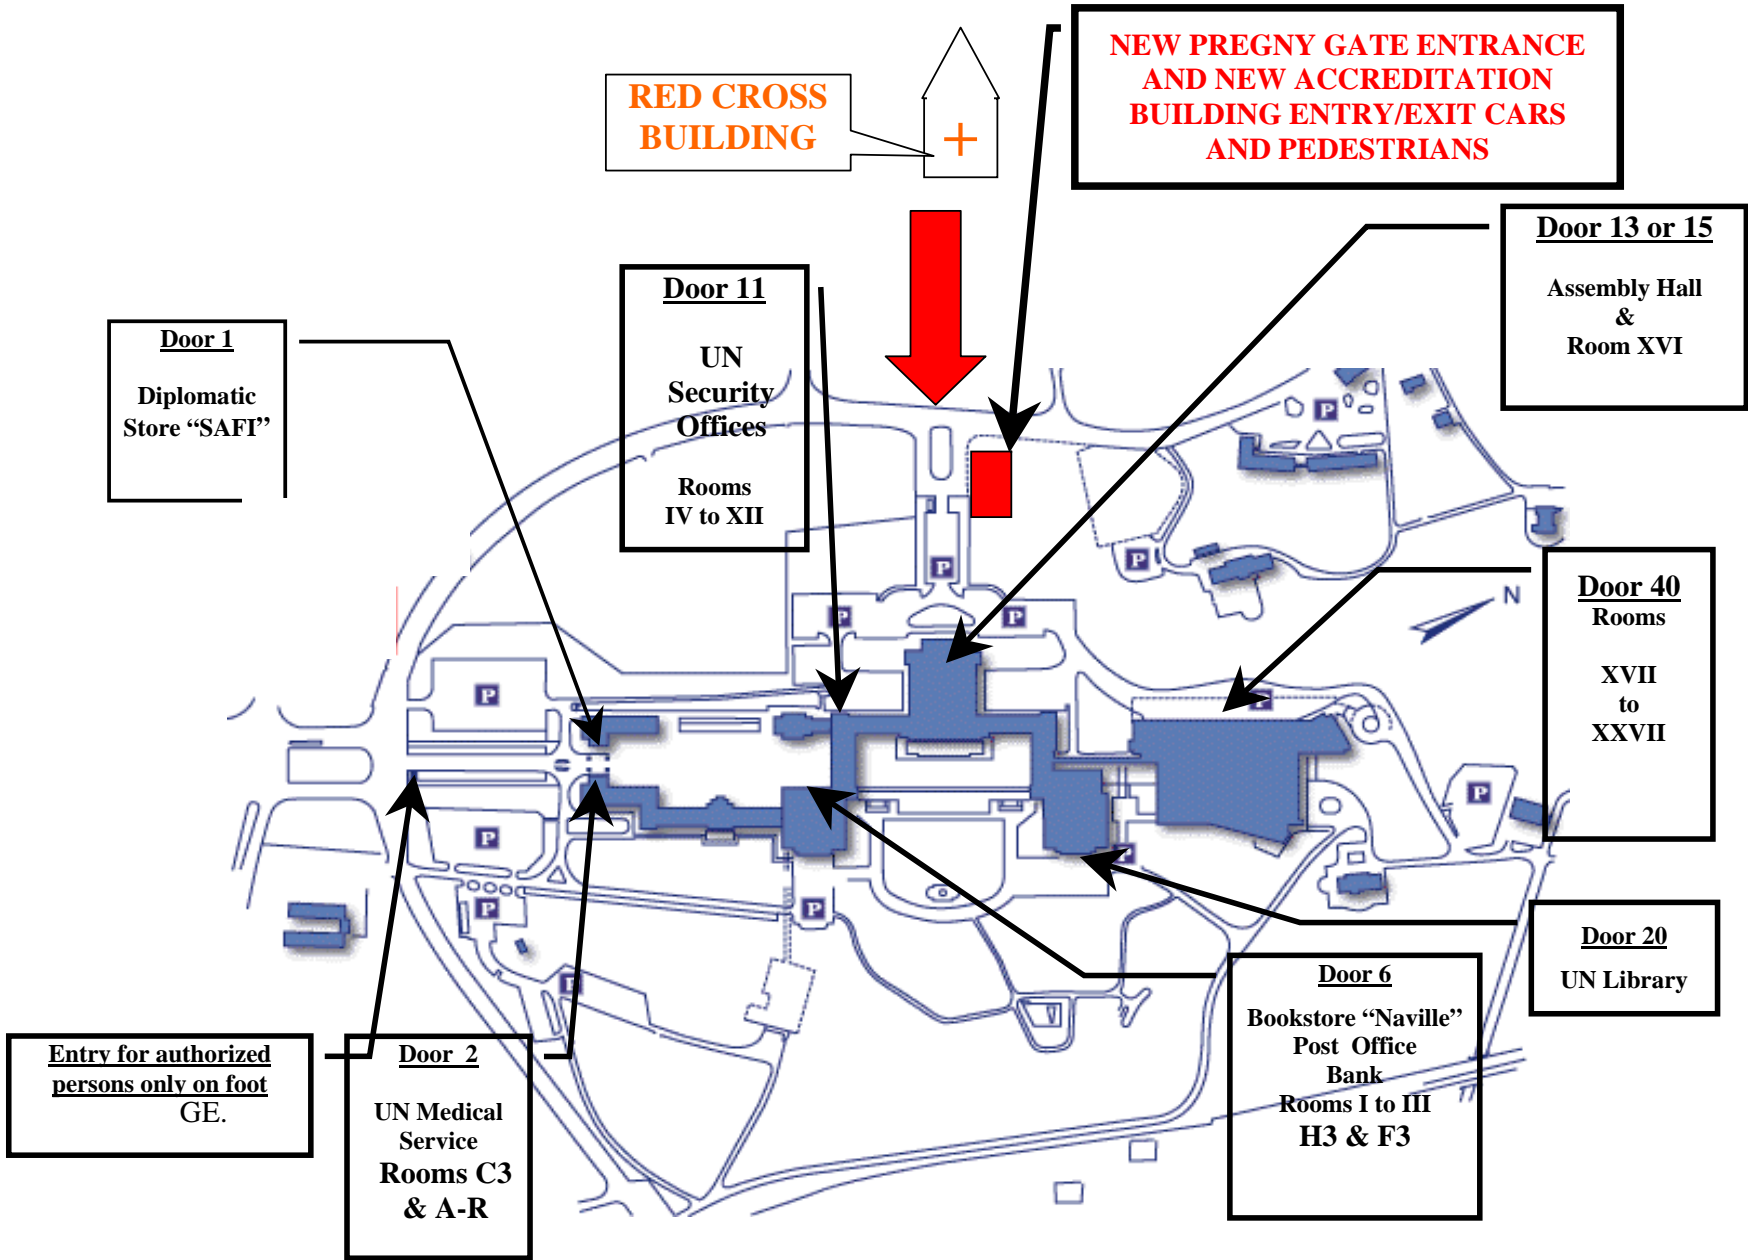 RED CROSS
BUILDING
+
NEW PREGNY GATE ENTRANCE
AND NEW ACCREDITATION
BUILDING ENTRY/EXIT CARS
AND PEDESTRIANS
Door 13 or 15
Assembly Hall
&
Room XVI
Door 11
UN
Security
Offices
Rooms
IV to XII
Door 1
Diplomatic
Store “SAFI”
Door 40
Rooms
XVII
to
XXVII
N
P
P
P
P
P
P
P
P
P
P
P
P
P
Door 20
UN Library
Door 6
Bookstore “Naville”
Post Office
Bank
Rooms I to III
H3 & F3
Door 2
UN Medical
Service
Rooms C3
& A-R
Entry for authorized
persons only on foot
GE.